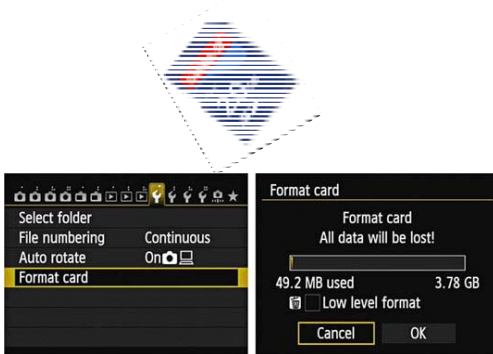 Select folder
File numbering Continuous
Auto rotate On
Format card
Format card
Format card
All data will be lost!
49.2 MB used 3.78 GB
Low level format
Cancel OK